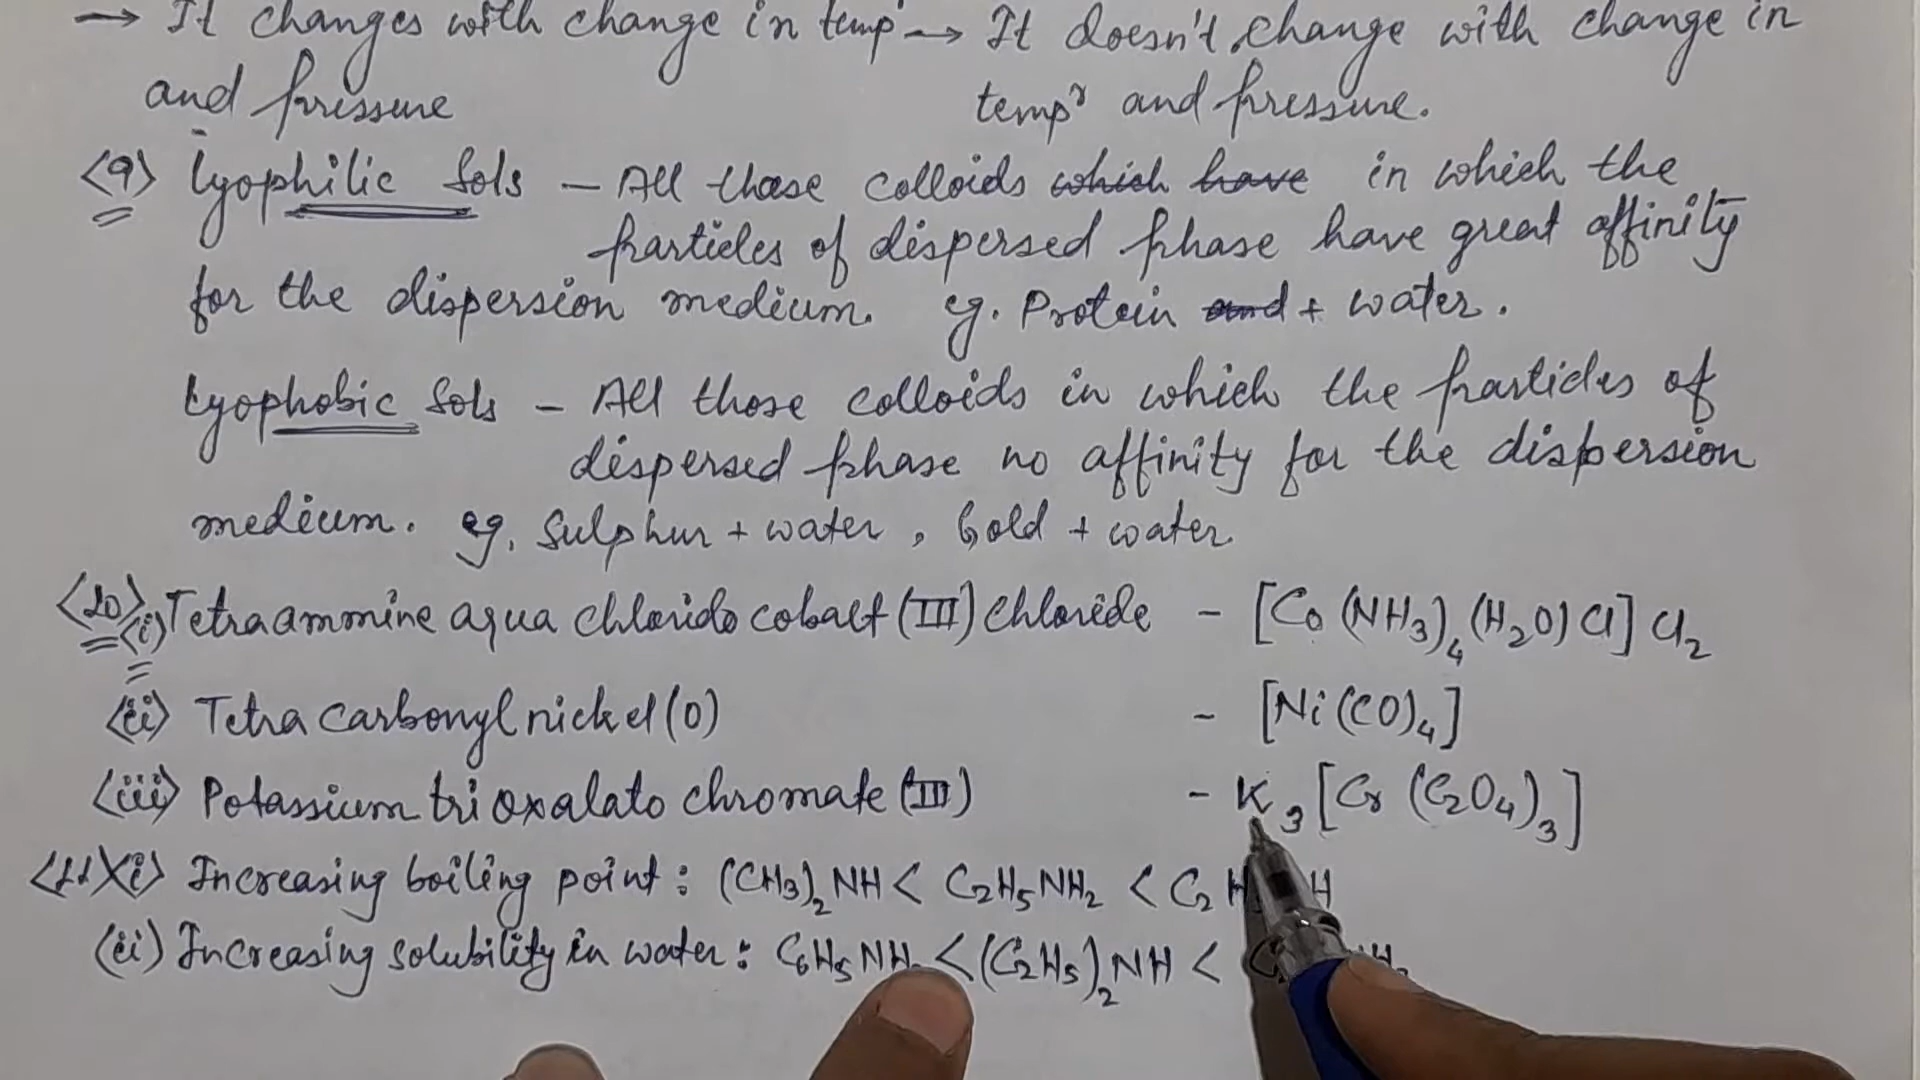 → It changes with change in temp → It doesn't change with change in
and pressure tempr and pressure.
<9> Lyophilic Sols - All those colloids which have in which the
particles of dispersed phase have great affinity
for the dispersion medium. eg. Protein and + water.
Lyophobic Sols - All those colloids in which the particles of
dispersed phase no affinity for the dispersion
medium. eg. Sulphur + water, Gold + water.
<10> <i> Tetraammine aqua chlorido cobalt (III) chloride - [Co(NH3)4(H2O)Cl]Cl2
<ii> Tetra carbonyl nickel (0) - [Ni(CO)4]
<iii> Potassium tri oxalato chromate (III) - K3[Cr(C2O4)3]
<11> <i> Increasing boiling point : (CH3)2NH < C2H5NH2 < C2 H
(ii) Increasing solubility in water : C6H5NH2 < (C2H5)2NH <